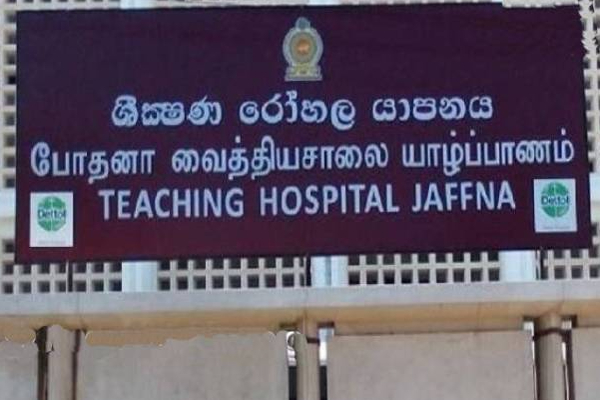 ශික්ෂණ රෝහල යාපනය
போதனா வைத்தியசாலை யாழ்ப்பாணம்
TEACHING HOSPITAL JAFFNA
Dettol
Dettol